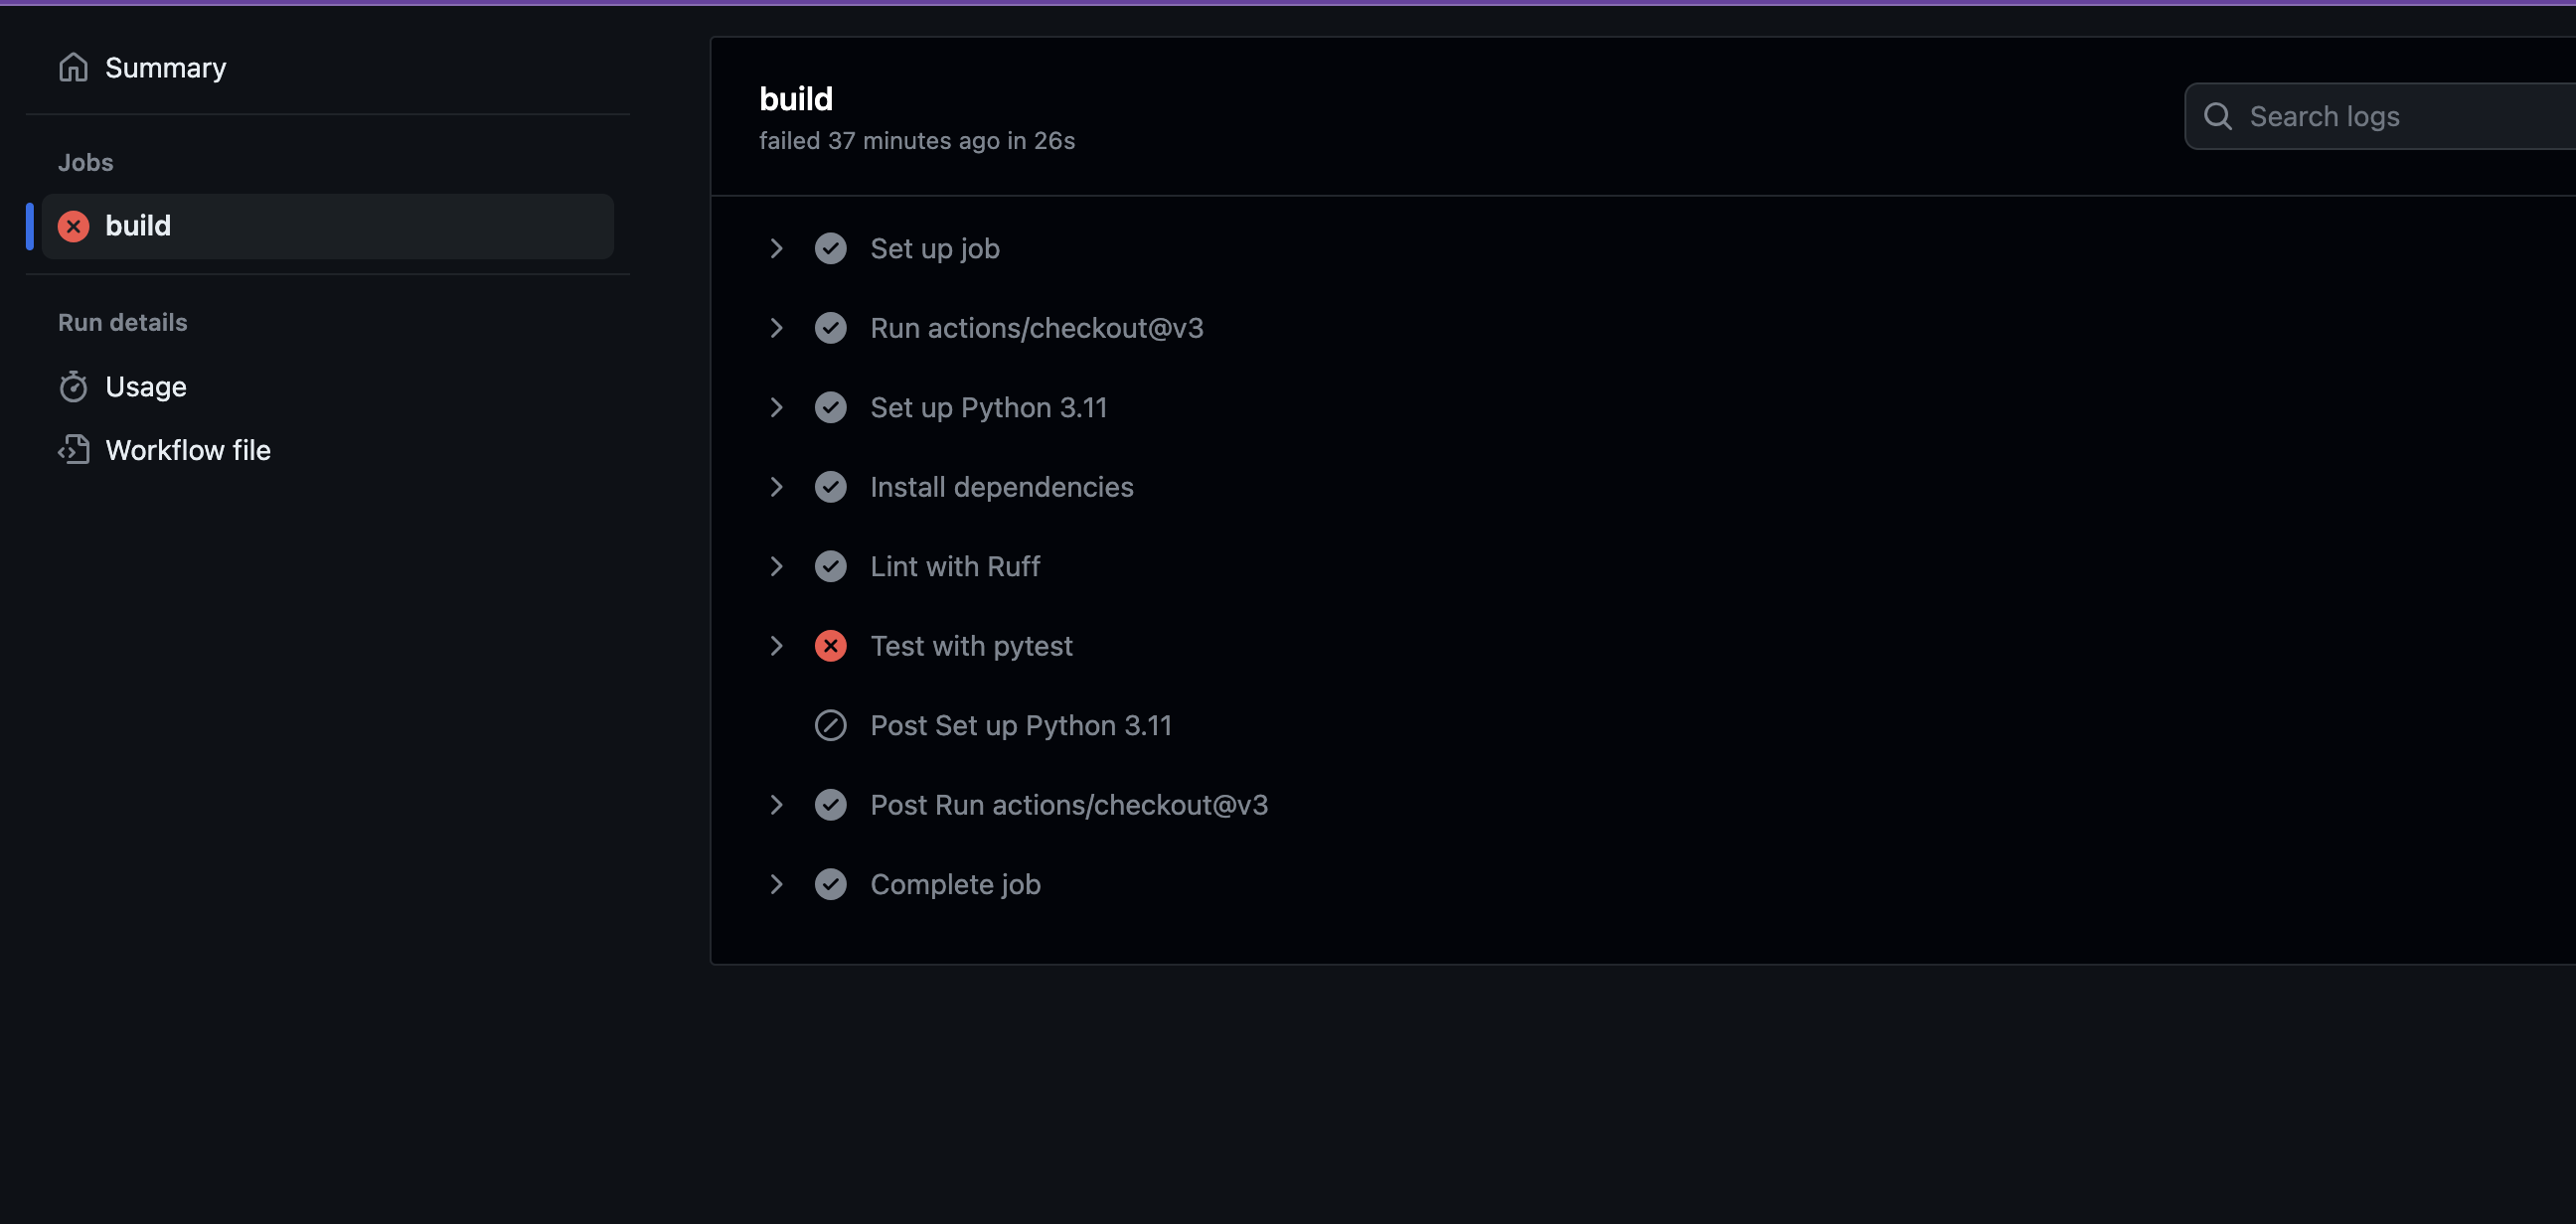 Summary
Jobs
build
Run details
Usage
Workflow file
build
failed 37 minutes ago in 26s
Search logs
Set up job
Run actions/checkout@v3
Set up Python 3.11
Install dependencies
Lint with Ruff
Test with pytest
Post Set up Python 3.11
Post Run actions/checkout@v3
Complete job